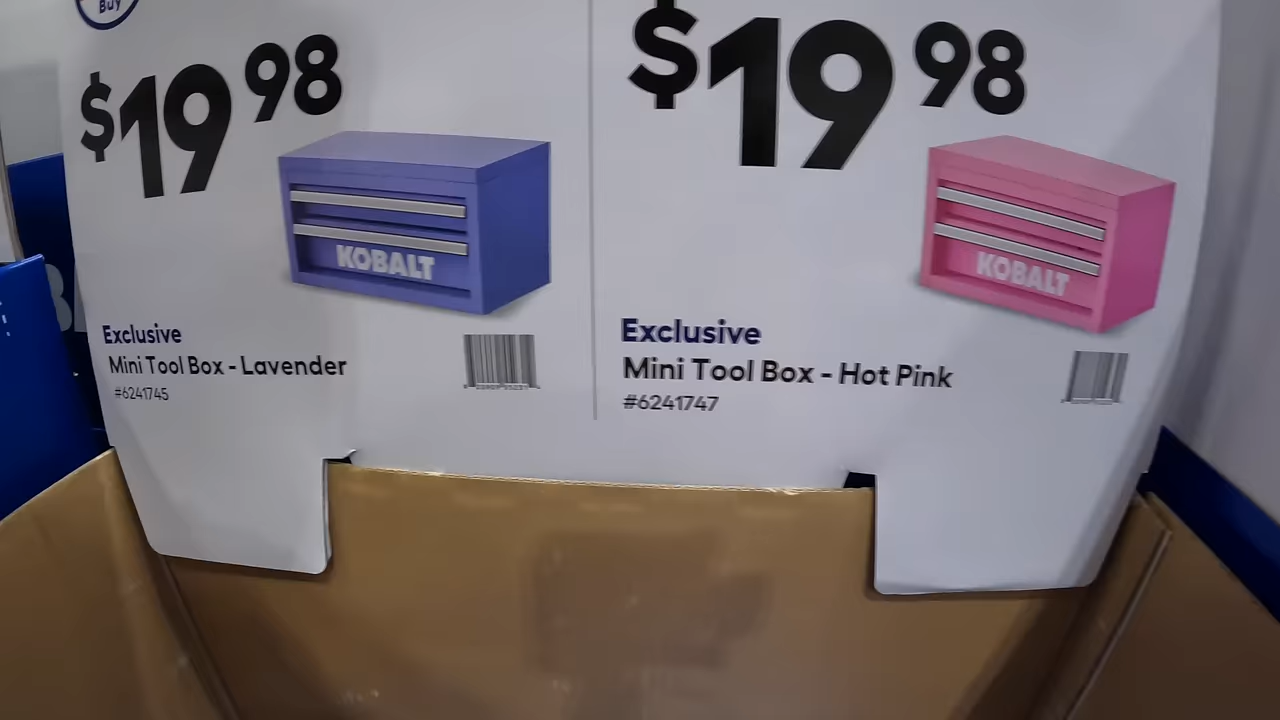 BUY
$19 98
KOBALT
Exclusive
Mini Tool Box - Lavender
#6241745
$19 98
KOBALT
Exclusive
Mini Tool Box - Hot Pink
#6241747